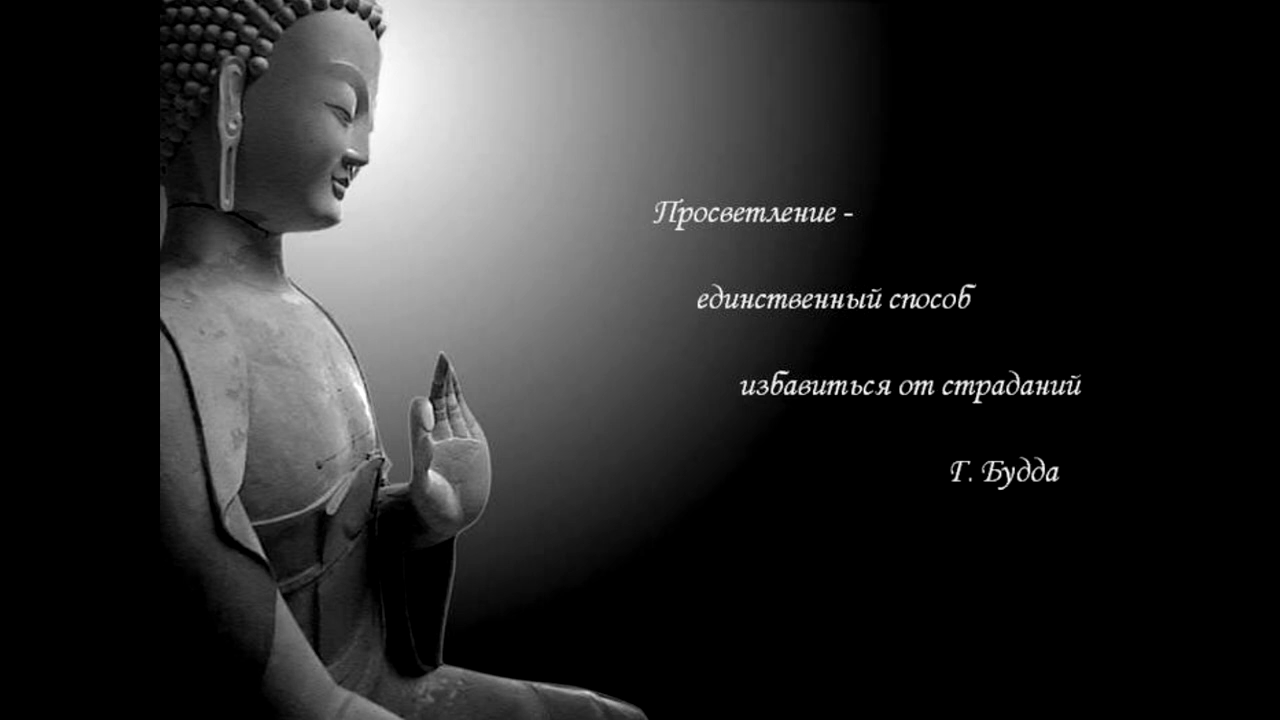 Просветление -
единственный способ
избавиться от страданий
Г. Будда